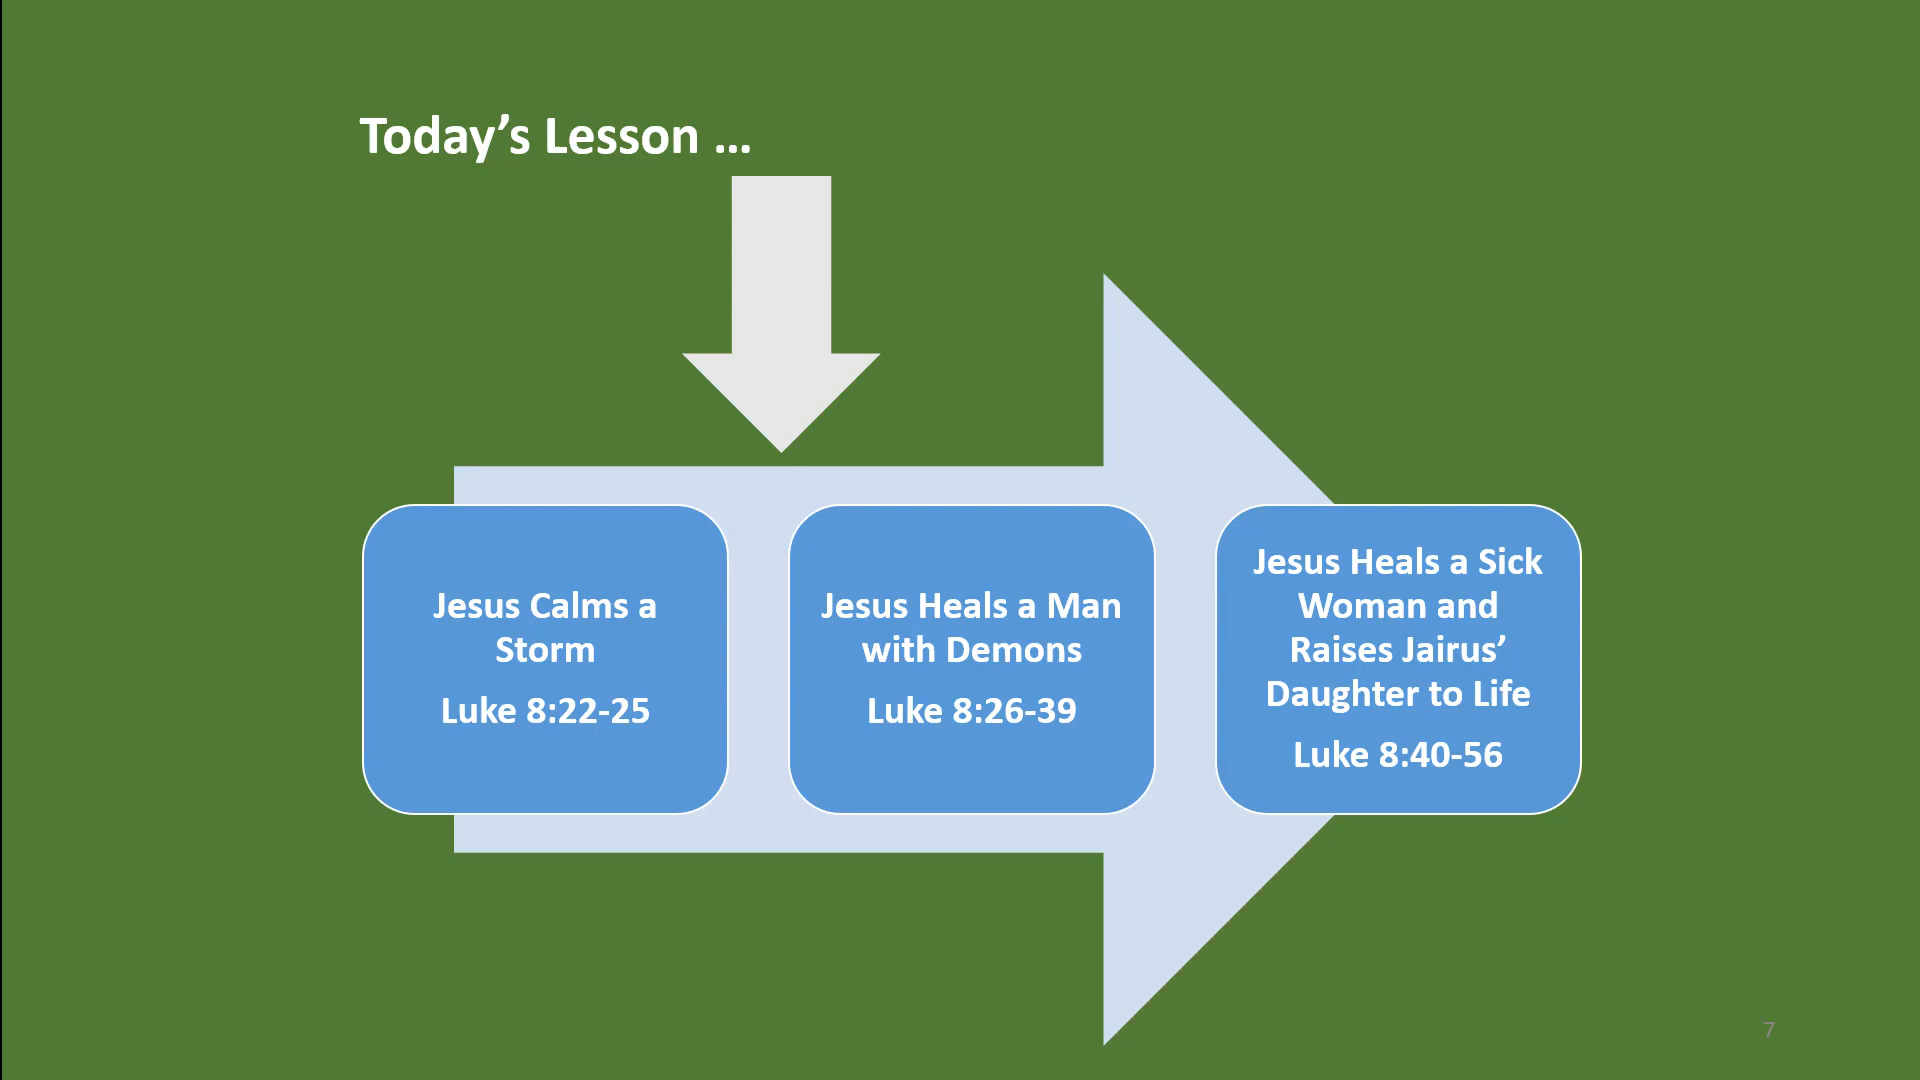 Today’s Lesson ...
Jesus Calms a
Storm
Luke 8:22-25
Jesus Heals a Man
with Demons
Luke 8:26-39
Jesus Heals a Sick
Woman and
Raises Jairus’
Daughter to Life
Luke 8:40-56
7